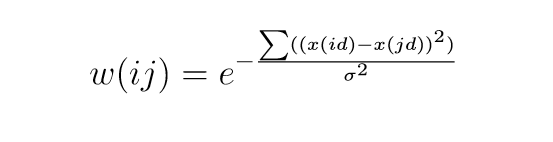 w(ij) = e^{-\frac{\sum((x(id)-x(jd))^2)}{\sigma^2}}